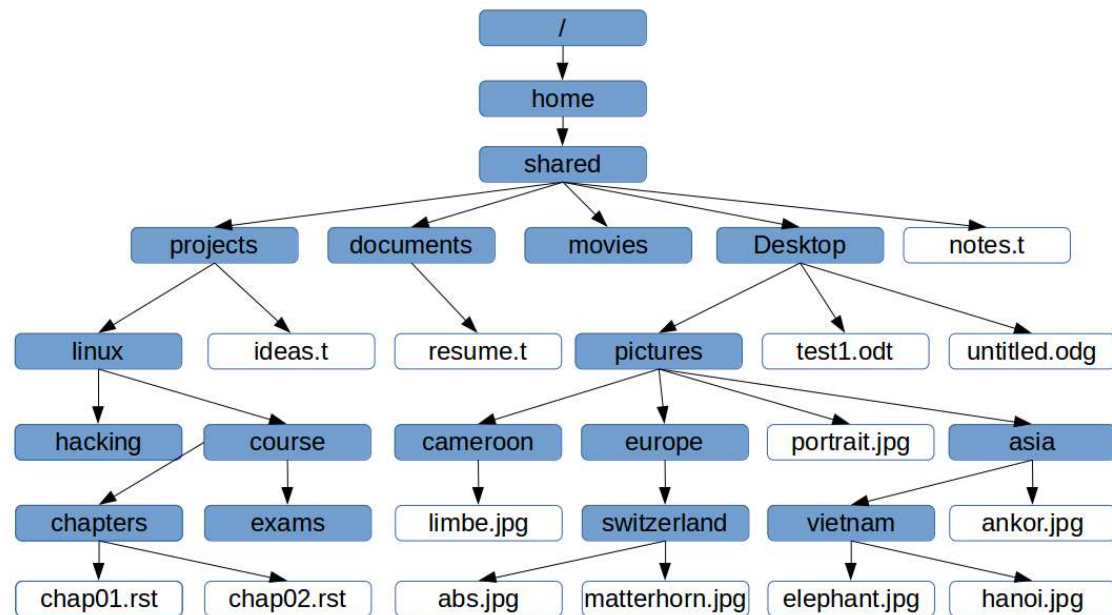 /
home
shared
projects documents movies Desktop notes.t
linux ideas.t resume.t pictures test1.odt untitled.odg
hacking course cameroon europe portrait.jpg asia
chapters exams limbe.jpg switzerland vietnam ankor.jpg
chap01.rst chap02.rst abs.jpg matterhorn.jpg elephant.jpg hanoi.jpg